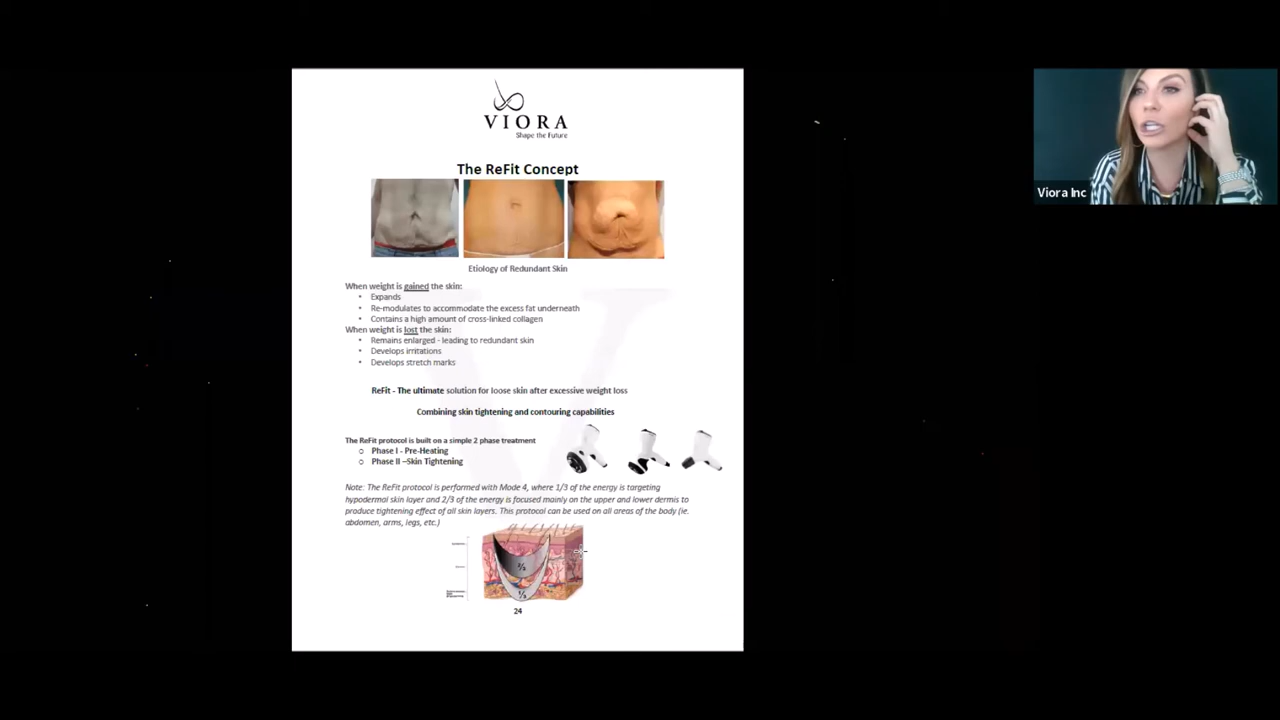 VIORA
Shape the Future
Viora Inc
The ReFit Concept
Etiology of Redundant Skin
When weight is gained the skin:
• Expands
• Re-modulates to accommodate the excess fat underneath
• Contains a high amount of cross-linked collagen
When weight is lost the skin:
• Remains enlarged - leading to redundant skin
• Develops irritations
• Develops stretch marks
ReFit - The ultimate solution for loose skin after excessive weight loss
Combining skin tightening and contouring capabilities
The ReFit protocol is built on a simple 2 phase treatment
o Phase I - Pre-Heating
o Phase II –Skin Tightening
Note: The ReFit protocol is performed with Mode 4, where 1/3 of the energy is targeting
hypodermal skin layer and 2/3 of the energy is focused mainly on the upper and lower dermis to
produce tightening effect of all skin layers. This protocol can be used on all areas of the body (ie.
abdomen, arms, legs, etc.)
24